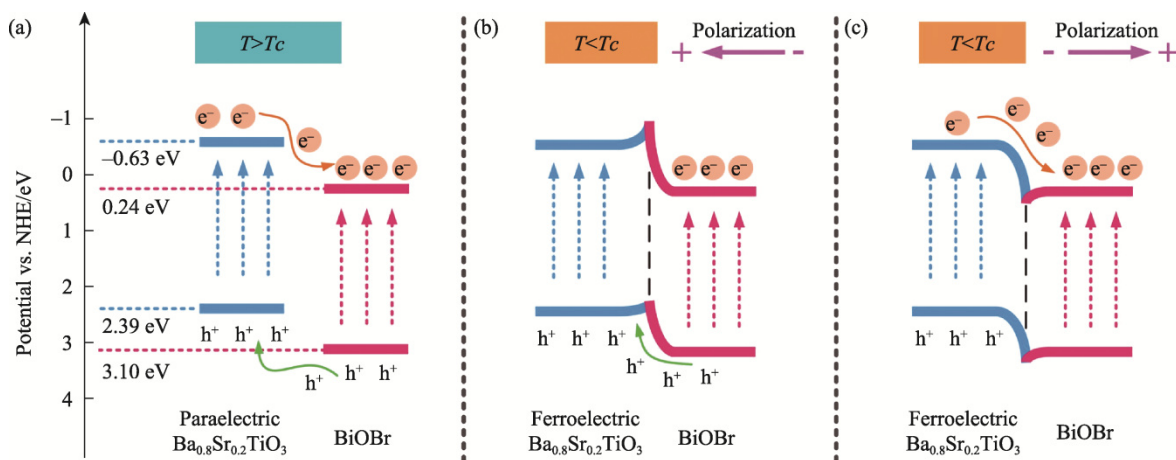 (a)
T>Tc
(b)
T<Tc
Polarization
+ -
(c)
T<Tc
Polarization
- +
Potential vs. NHE/eV
–1
0
1
2
3
4
–0.63 eV
0.24 eV
2.39 eV
3.10 eV
e– e–
e–
e– e– e–
h+ h+ h+
h+ h+ h+
Paraelectric
Ba0.8Sr0.2TiO3
BiOBr
e– e– e–
h+ h+ h+
h+ h+ h+
Ferroelectric
Ba0.8Sr0.2TiO3
BiOBr
e– e– e–
e– e– e–
h+ h+ h+
Ferroelectric
Ba0.8Sr0.2TiO3
BiOBr